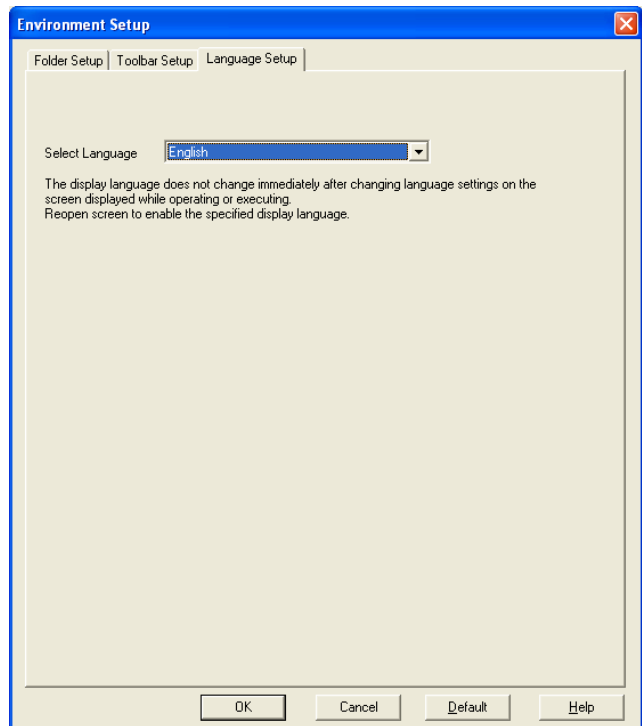 Environment Setup
Folder Setup Toolbar Setup Language Setup
Select Language English
The display language does not change immediately after changing language settings on the
screen displayed while operating or executing.
Reopen screen to enable the specified display language.
OK Cancel Default Help